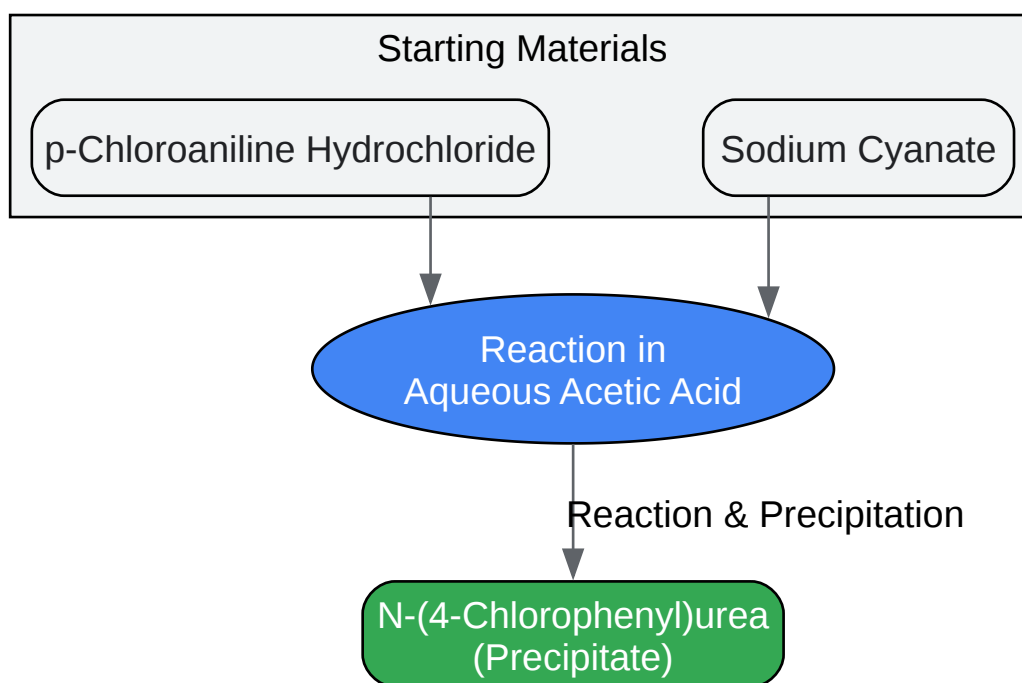 Starting Materials
p-Chloroaniline Hydrochloride
Sodium Cyanate
Reaction in
Aqueous Acetic Acid
Reaction & Precipitation
N-(4-Chlorophenyl)urea
(Precipitate)